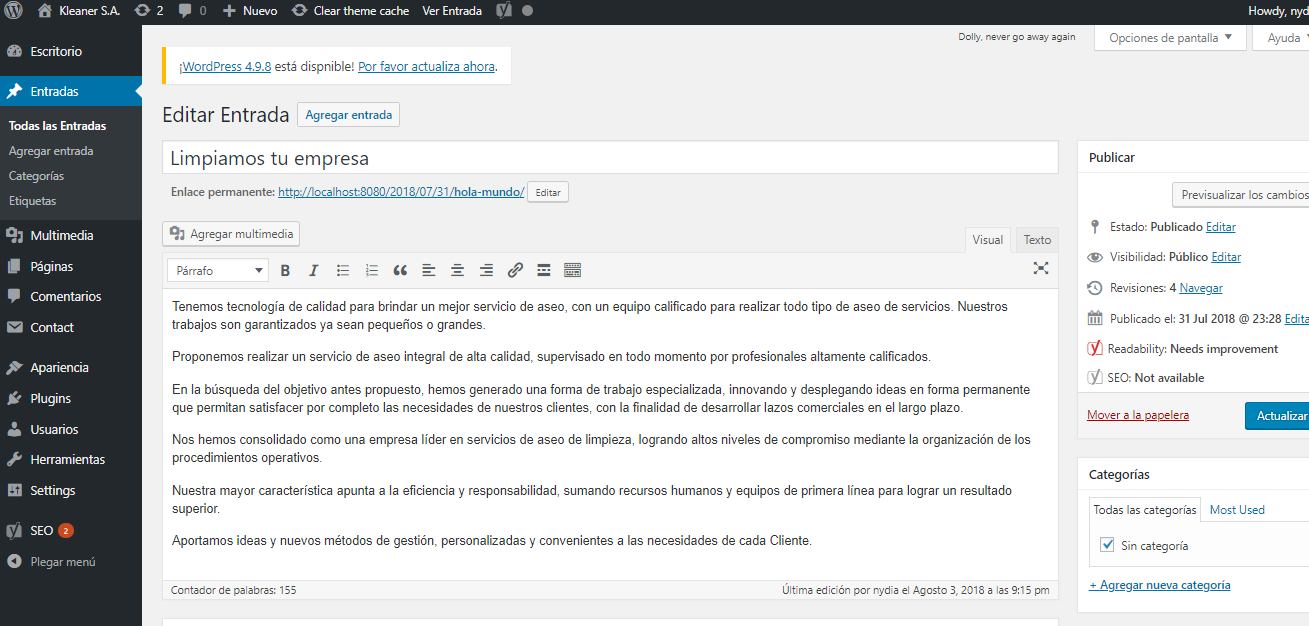 Kleaner S.A. 2 0 Nuevo Clear theme cache Ver Entrada Howdy, nyd
Dolly, never go away again Opciones de pantalla Ayuda
Escritorio
Entradas
Todas las Entradas
Agregar entrada
Categorías
Etiquetas
Multimedia
Páginas
Comentarios
Contact
Apariencia
Plugins
Usuarios
Herramientas
Settings
SEO 2
Plegar menú
¡WordPress 4.9.8 está dispnible! Por favor actualiza ahora.
Editar Entrada Agregar entrada
Limpiamos tu empresa
Enlace permanente: http://localhost:8080/2018/07/31/hola-mundo/ Editar
Agregar multimedia
Visual Texto
Párrafo B I
Tenemos tecnología de calidad para brindar un mejor servicio de aseo, con un equipo calificado para realizar todo tipo de aseo de servicios. Nuestros
trabajos son garantizados ya sean pequeños o grandes.
Proponemos realizar un servicio de aseo integral de alta calidad, supervisado en todo momento por profesionales altamente calificados.
En la búsqueda del objetivo antes propuesto, hemos generado una forma de trabajo especializada, innovando y desplegando ideas en forma permanente
que permitan satisfacer por completo las necesidades de nuestros clientes, con la finalidad de desarrollar lazos comerciales en el largo plazo.
Nos hemos consolidado como una empresa líder en servicios de aseo de limpieza, logrando altos niveles de compromiso mediante la organización de los
procedimientos operativos.
Nuestra mayor característica apunta a la eficiencia y responsabilidad, sumando recursos humanos y equipos de primera línea para lograr un resultado
superior.
Aportamos ideas y nuevos métodos de gestión, personalizadas y convenientes a las necesidades de cada Cliente.
Contador de palabras: 155 Última edición por nydia el Agosto 3, 2018 a las 9:15 pm
Publicar
Previsualizar los cambios
Estado: Publicado Editar
Visibilidad: Público Editar
Revisiones: 4 Navegar
Publicado el: 31 Jul 2018 @ 23:28 Edita
Readability: Needs improvement
SEO: Not available
Mover a la papelera Actualizar
Categorías
Todas las categorías Most Used
Sin categoría
+ Agregar nueva categoría